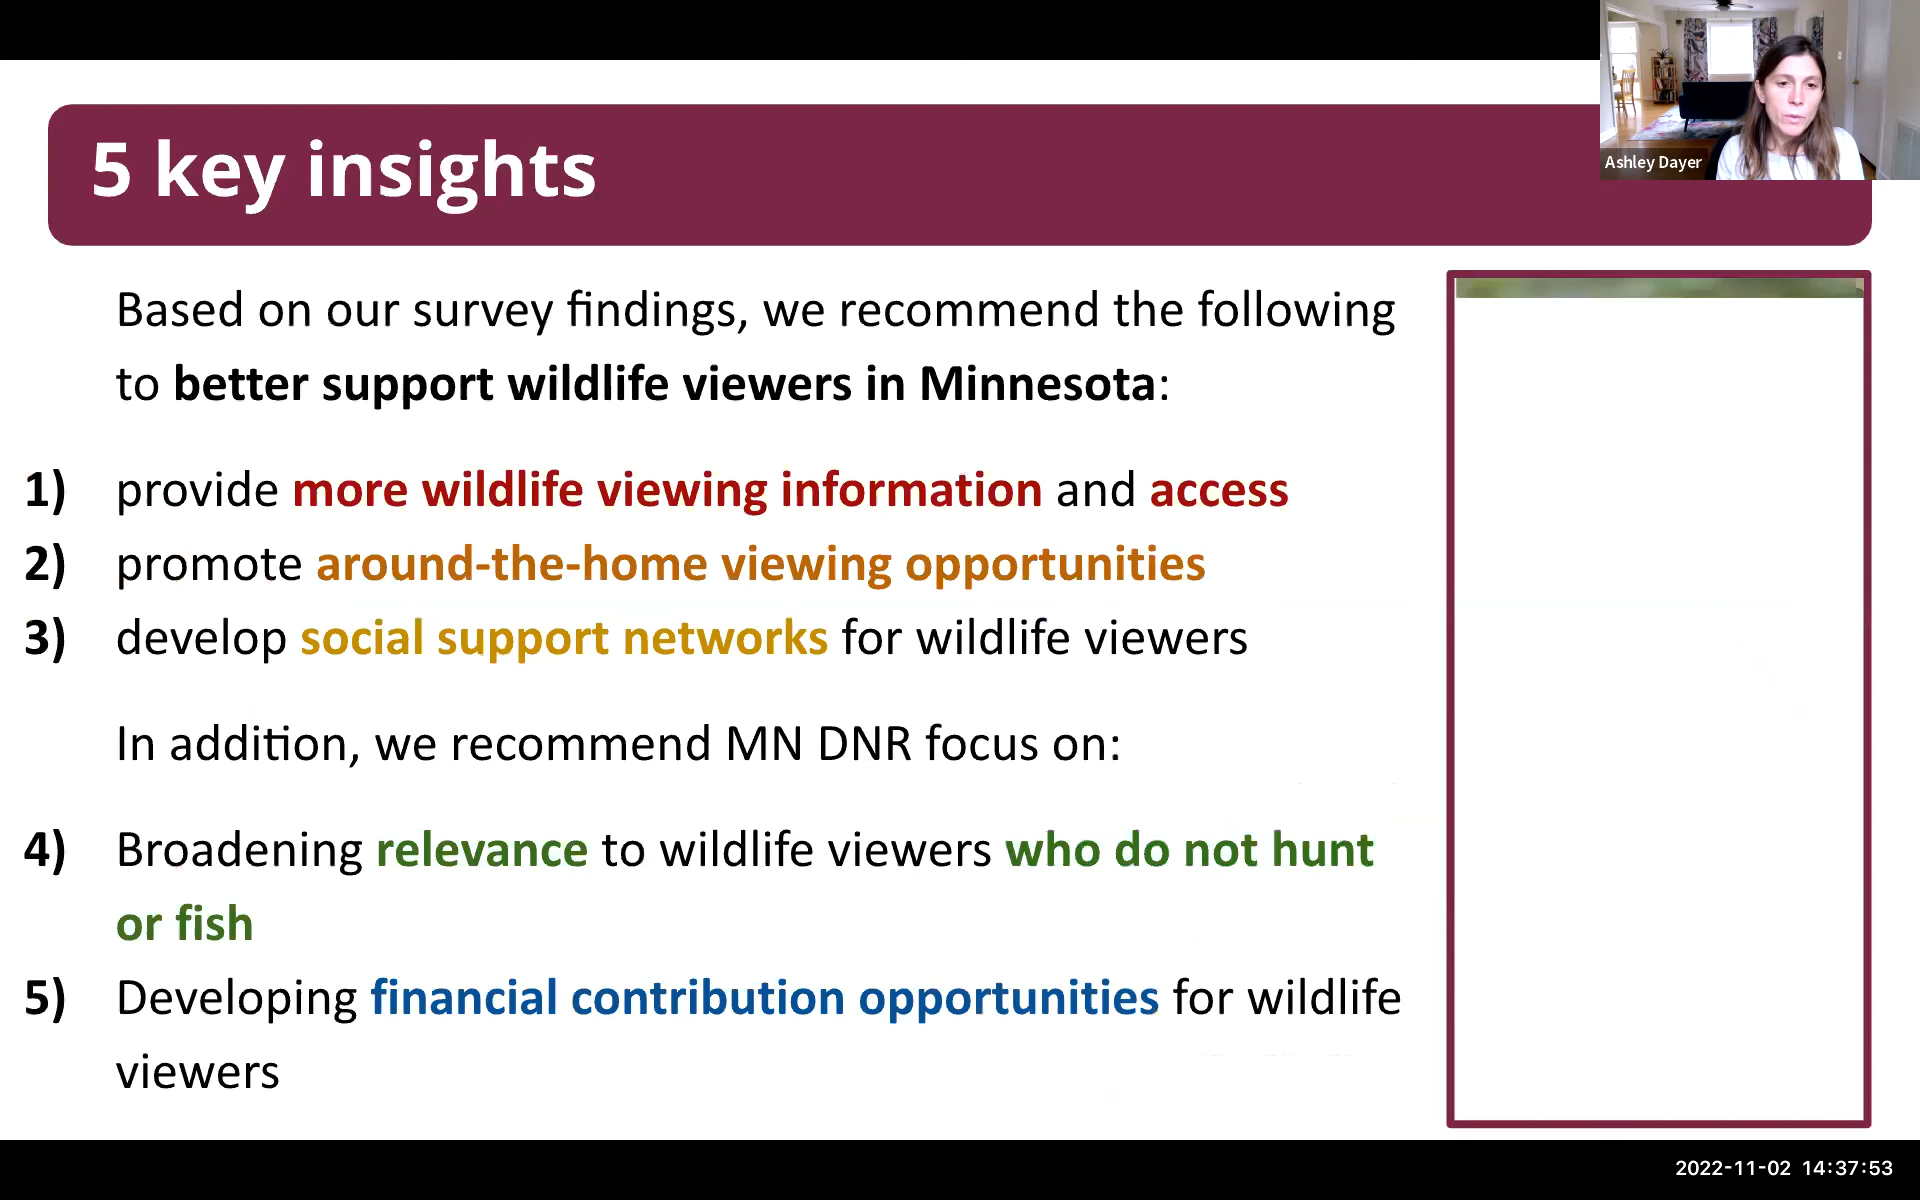 5 key insights
Ashley Dayer
Based on our survey findings, we recommend the following
to better support wildlife viewers in Minnesota:
1) provide more wildlife viewing information and access
2) promote around-the-home viewing opportunities
3) develop social support networks for wildlife viewers
In addition, we recommend MN DNR focus on:
4) Broadening relevance to wildlife viewers who do not hunt
or fish
5) Developing financial contribution opportunities for wildlife
viewers
2022-11-02 14:37:53